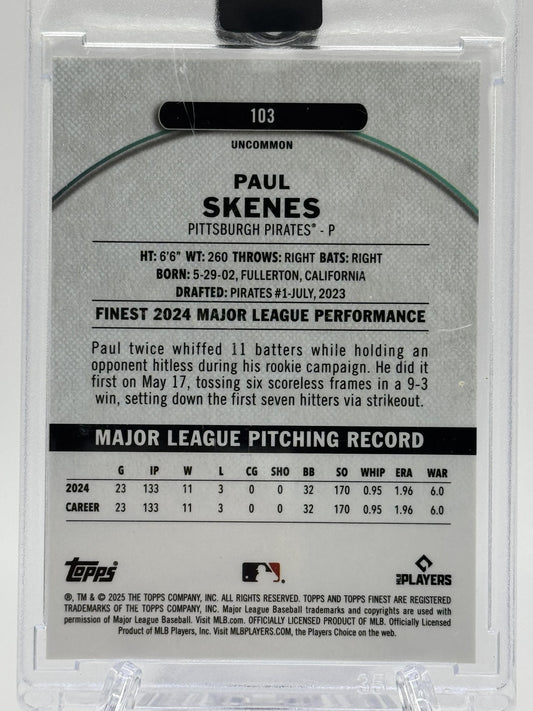 103
UNCOMMON
PAUL
SKENES
PITTSBURGH PIRATES® - P
HT: 6'6" WT: 260 THROWS: RIGHT BATS: RIGHT
BORN: 5-29-02, FULLERTON, CALIFORNIA
DRAFTED: PIRATES #1-JULY, 2023
FINEST 2024 MAJOR LEAGUE PERFORMANCE
Paul twice whiffed 11 batters while holding an
opponent hitless during his rookie campaign. He did it
first on May 17, tossing six scoreless frames in a 9-3
win, setting down the first seven hitters via strikeout.
MAJOR LEAGUE PITCHING RECORD
G IP W L CG SHO BB SO WHIP ERA WAR
2024 23 133 11 3 0 0 32 170 0.95 1.96 6.0
CAREER 23 133 11 3 0 0 32 170 0.95 1.96 6.0
topps MLB PLAYERS
®, TM & © 2025 THE TOPPS COMPANY, INC. ALL RIGHTS RESERVED. TOPPS AND TOPPS FINEST ARE REGISTERED
TRADEMARKS OF THE TOPPS COMPANY, INC. Major League Baseball trademarks and copyrights are used with
permission of Major League Baseball. Visit MLB.com. OFFICIALLY LICENSED PRODUCT OF MLB. Officially Licensed
Product of MLB Players, Inc. Visit MLBPLAYERS.COM, the Players Choice on the web.